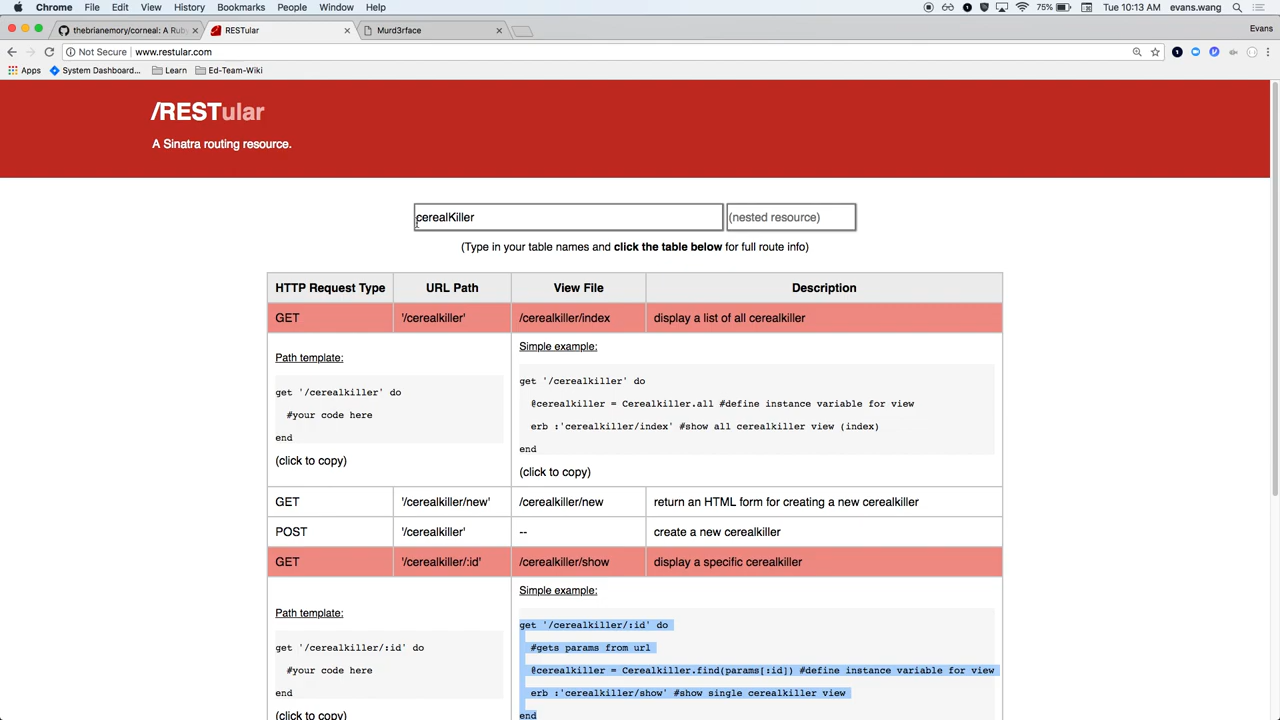 Chrome File Edit View History Bookmarks People Window Help 75% Tue 10:13 AM evans.wang
thebrianemory/corneal: A Rub RESTular Murd3rface Evans
Not Secure www.restular.com
Apps System Dashboard... Learn Ed-Team-Wiki
/RESTular
A Sinatra routing resource.
cerealKiller (nested resource)
(Type in your table names and click the table below for full route info)
HTTP Request Type URL Path View File Description
GET '/cerealkiller' /cerealkiller/index display a list of all cerealkiller
Path template:
get '/cerealkiller' do
#your code here
end
(click to copy)
Simple example:
get '/cerealkiller' do
@cerealkiller = Cerealkiller.all #define instance variable for view
erb :'cerealkiller/index' #show all cerealkiller view (index)
end
(click to copy)
GET '/cerealkiller/new' /cerealkiller/new return an HTML form for creating a new cerealkiller
POST '/cerealkiller' -- create a new cerealkiller
GET '/cerealkiller/:id' /cerealkiller/show display a specific cerealkiller
Path template:
get '/cerealkiller/:id' do
#your code here
end
(click to copy)
Simple example:
get '/cerealkiller/:id' do
#gets params from url
@cerealkiller = Cerealkiller.find(params[:id]) #define instance variable for view
erb :'cerealkiller/show' #show single cerealkiller view
end